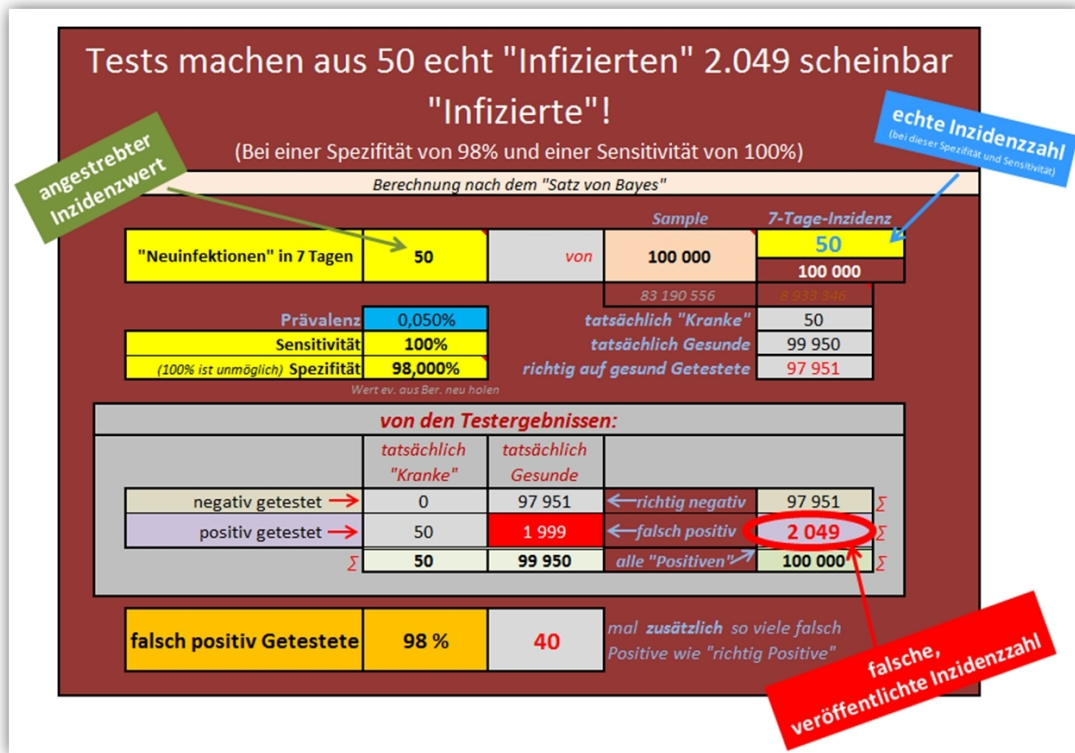 Tests machen aus 50 echt "Infizierten" 2.049 scheinbar
"Infizierte"!
(Bei einer Spezifität von 98% und einer Sensitivität von 100%)
angestrebter
Inzidenzwert
echte Inzidenzzahl
(bei dieser Spezifität und Sensitivität)
Berechnung nach dem "Satz von Bayes"
Sample 7-Tage-Inzidenz
"Neuinfektionen" in 7 Tagen 50 von 100 000 50
100 000
83 190 556 8 933 346
Prävalenz 0,050% tatsächlich "Kranke" 50
Sensitivität 100% tatsächlich Gesunde 99 950
(100% ist unmöglich) Spezifität 98,000% richtig auf gesund Getestete 97 951
Wert ev. aus Ber. neu holen
von den Testergebnissen:
tatsächlich "Kranke" tatsächlich Gesunde
negativ getestet 0 97 951 richtig negativ 97 951 Σ
positiv getestet 50 1 999 falsch positiv 2 049 Σ
Σ 50 99 950 alle "Positiven" 100 000 Σ
falsch positiv Getestete 98 % 40 mal zusätzlich so viele falsch
Positive wie "richtig Positive"
falsche,
veröffentlichte Inzidenzzahl